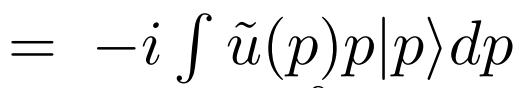 = −i ∫ ũ(p)p|p⟩dp